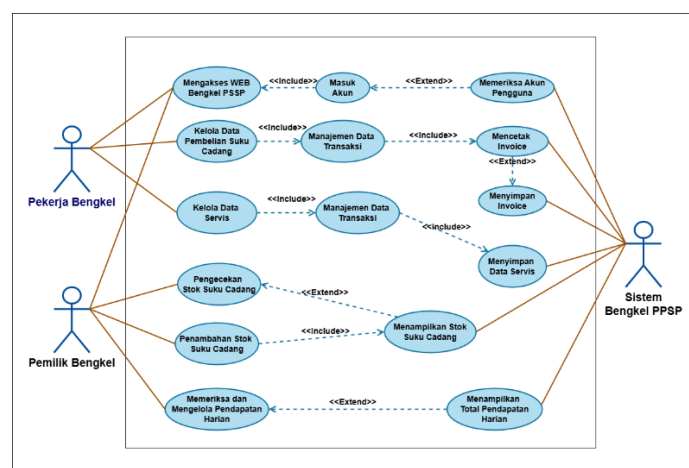 Mengakses WEB
Bengkel PSSP
<<Include>>
Masuk
Akun
<<Extend>>
Memeriksa Akun
Pengguna
Kelola Data
Pembelian Suku
Cadang
<<Include>>
Manajemen Data
Transaksi
<<Include>>
Mencetak
Invoice
<<Extend>>
Pekerja Bengkel
Kelola Data
Servis
<<Include>>
Manajemen Data
Transaksi
Menyimpan
Invoice
<<Include>>
Menyimpan
Data Servis
Sistem
Bengkel PPSP
Pengecekan
Stok Suku Cadang
<<Extend>>
Menampilkan Stok
Suku Cadang
Pemilik Bengkel
Penambahan Stok
Suku Cadang
<<Include>>
Memeriksa dan
Mengelola Pendapatan
Harian
<<Extend>>
Menampilkan
Total Pendapatan
Harian